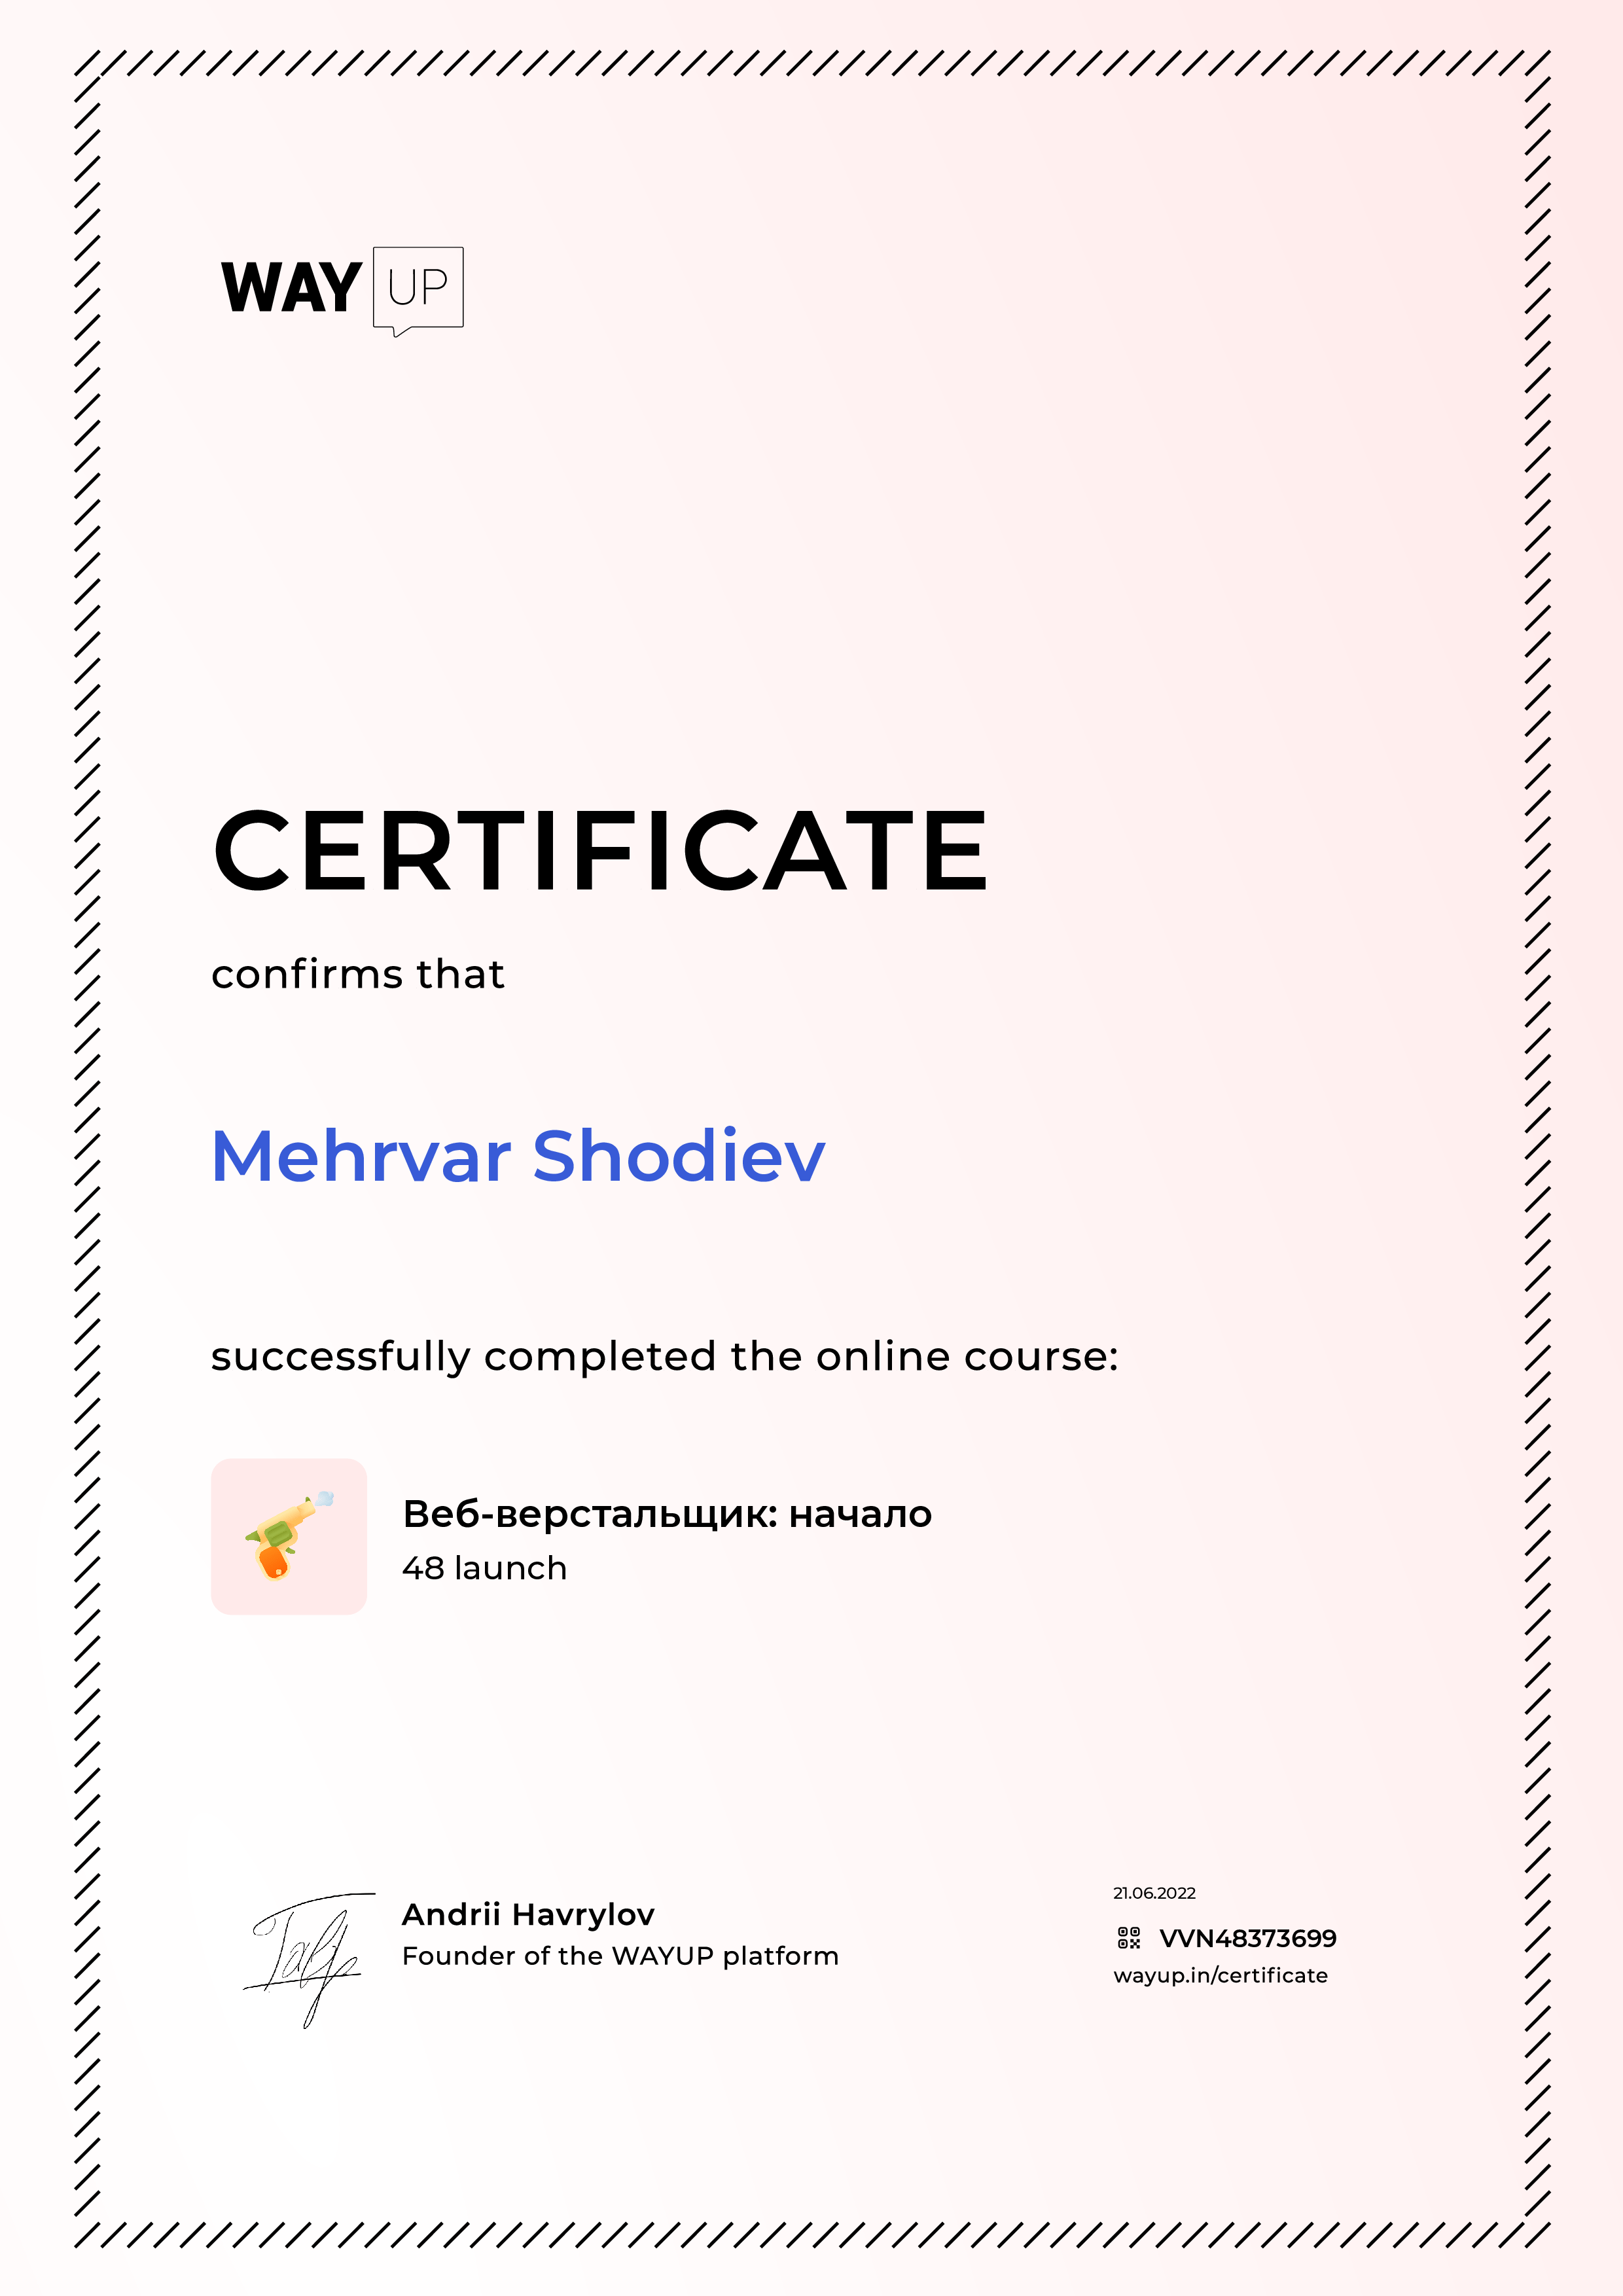 WAY UP
CERTIFICATE
confirms that
Mehrvar Shodiev
successfully completed the online course:
Веб-верстальщик: начало
48 launch
Andrii Havrylov
Founder of the WAYUP platform
21.06.2022
VVN48373699
wayup.in/certificate